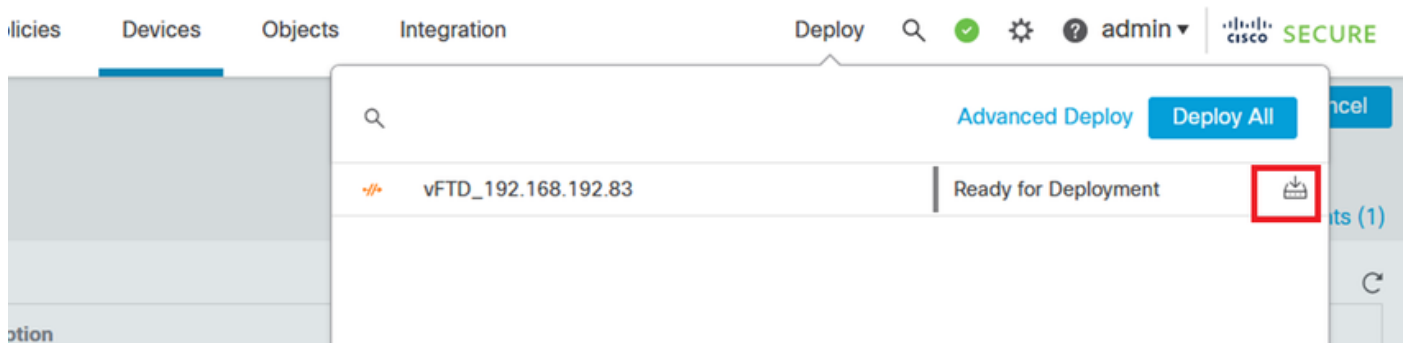 licies Devices Objects Integration Deploy admin cisco SECURE
Advanced Deploy Deploy All ncel
vFTD_192.168.192.83 Ready for Deployment
nts (1)
ption